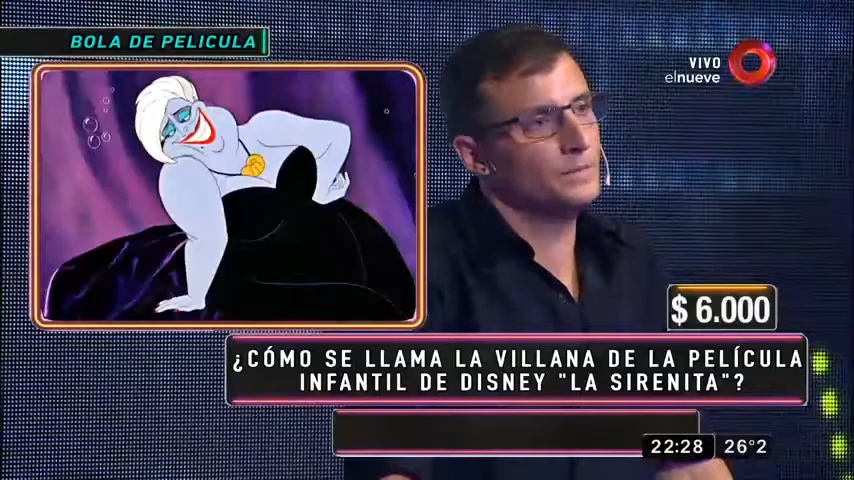 BOLA DE PELICULA
VIVO
elnueve
$ 6.000
¿CÓMO SE LLAMA LA VILLANA DE LA PELÍCULA
INFANTIL DE DISNEY "LA SIRENITA"?
22:28 26°2